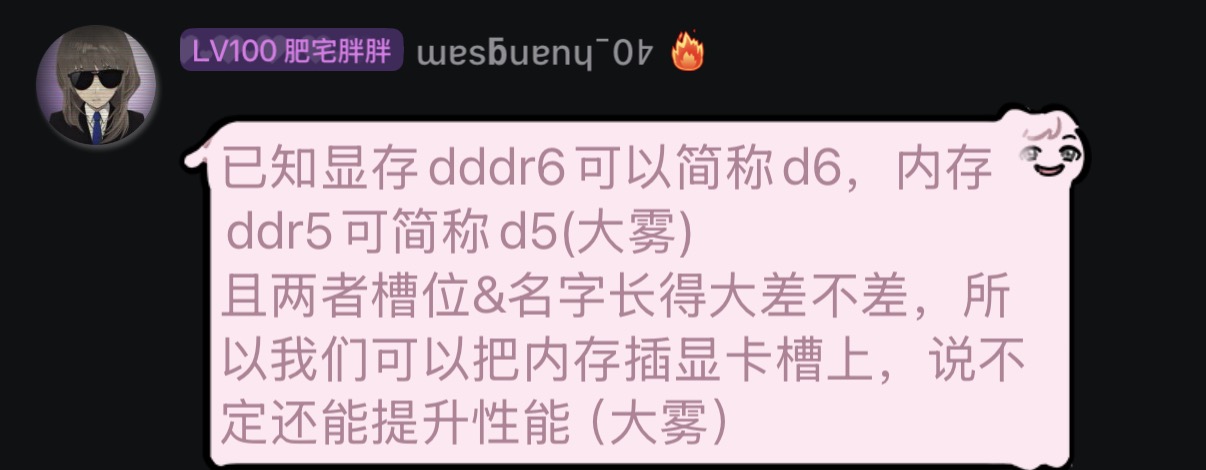 LV100 肥宅胖胖 ɯɐsƃuɐnɥ‾0ㄣ 🔥
已知显存dddr6可以简称d6，内存
ddr5可简称d5(大雾)
且两者槽位&名字长得大差不差，所
以我们可以把内存插显卡槽上，说不
定还能提升性能（大雾）